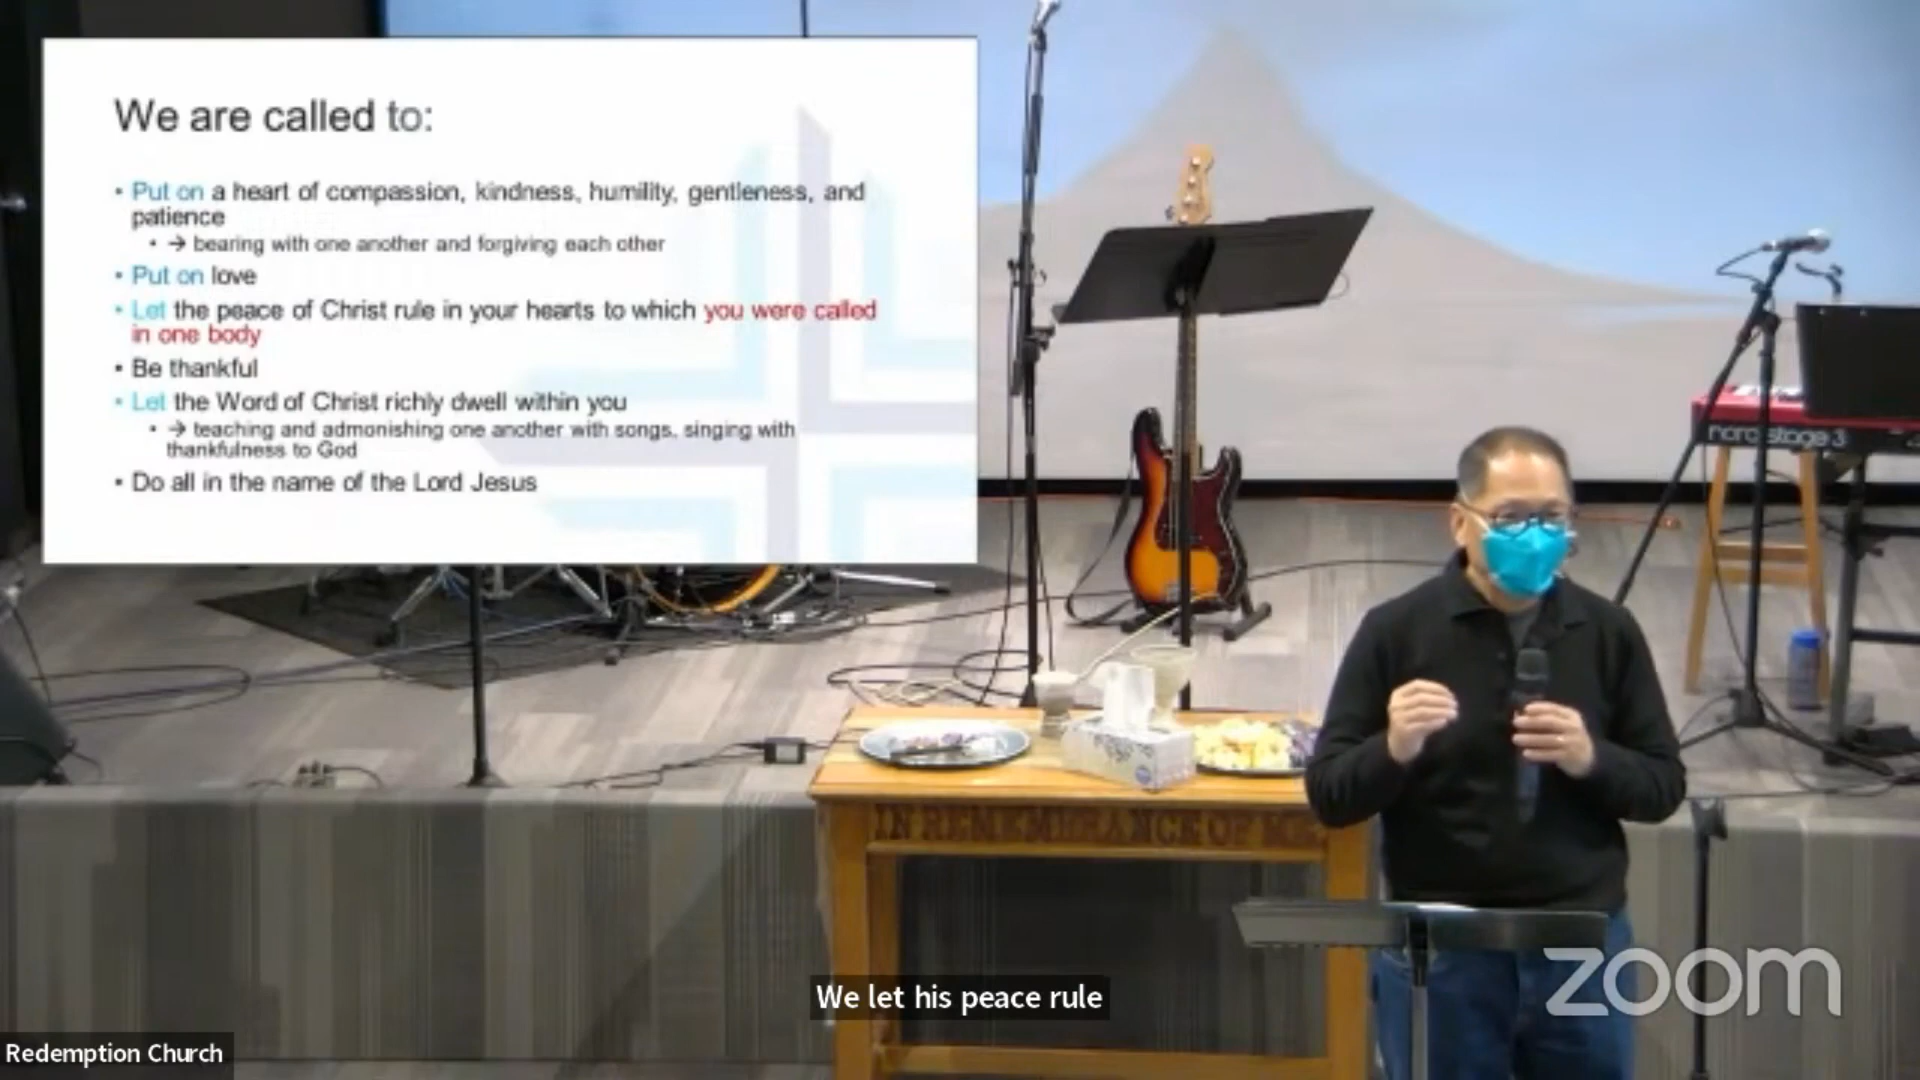 We are called to:
• Put on a heart of compassion, kindness, humility, gentleness, and
patience
• → bearing with one another and forgiving each other
• Put on love
• Let the peace of Christ rule in your hearts to which you were called
in one body
• Be thankful
• Let the Word of Christ richly dwell within you
• → teaching and admonishing one another with songs, singing with
thankfulness to God
• Do all in the name of the Lord Jesus
nord stage 3
IN REMEMBRANCE OF ME
We let his peace rule
zoom
Redemption Church